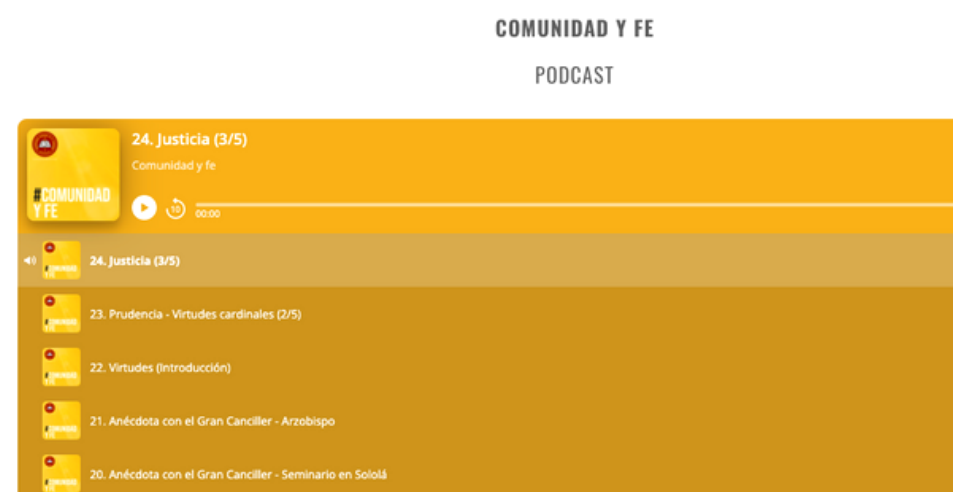 COMUNIDAD Y FE
PODCAST
24. Justicia (3/5)
Comunidad y fe
#COMUNIDAD
Y FE
10
00:00
24. Justicia (3/5)
23. Prudencia - Virtudes cardinales (2/5)
22. Virtudes (Introducción)
21. Anécdota con el Gran Canciller - Arzobispo
20. Anécdota con el Gran Canciller - Seminario en Sololá